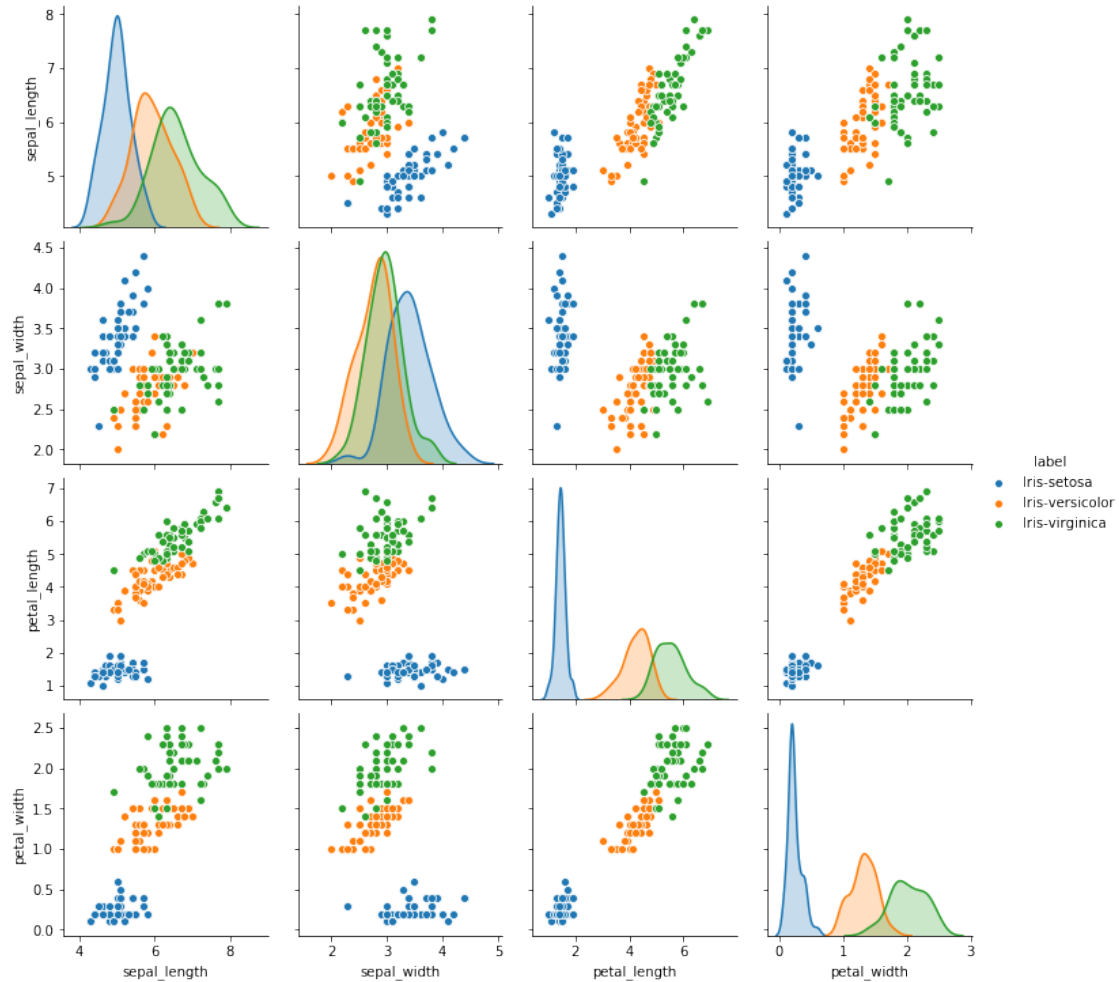 8
7
6
5
sepal_length
4.5
4.0
3.5
3.0
2.5
2.0
sepal_width
label
Iris-setosa
Iris-versicolor
Iris-virginica
7
6
5
4
3
2
1
petal_length
2.5
2.0
1.5
1.0
0.5
0.0
petal_width
4 6 8
2 3 4 5
2 4 6
0 1 2 3
sepal_length
sepal_width
petal_length
petal_width